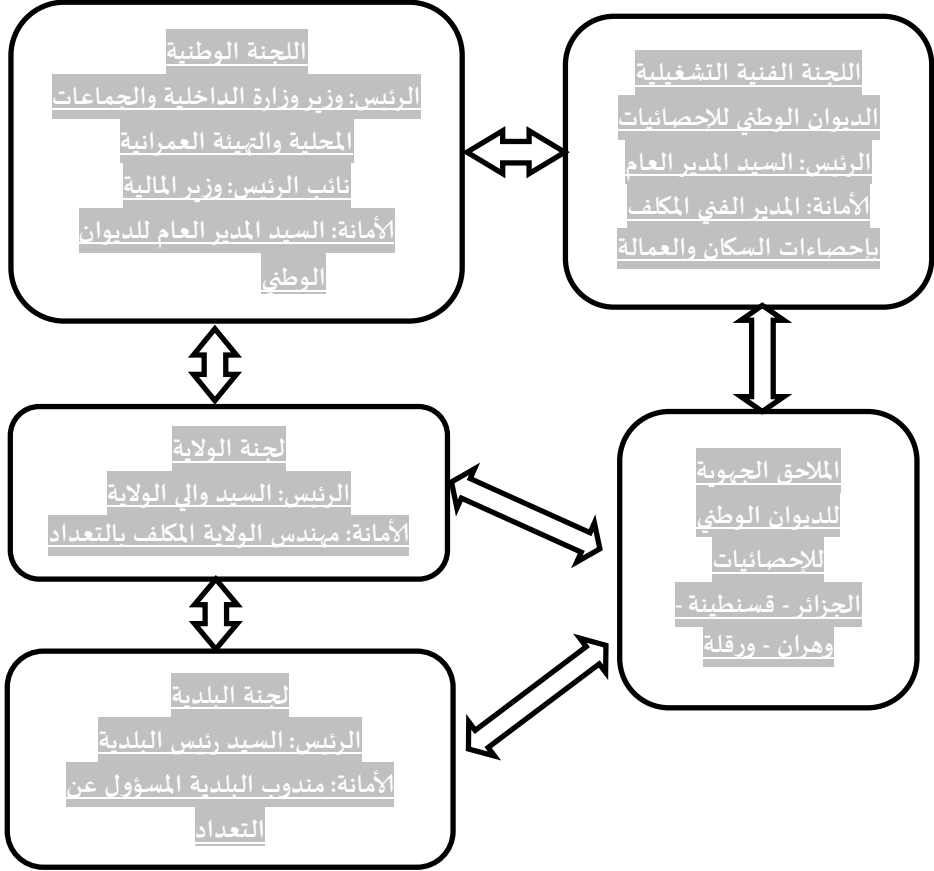 اللجنة الوطنية
الرئيس: وزير وزارة الداخلية والجماعات
المحلية والتهيئة العمرانية
نائب الرئيس: وزير المالية
الأمانة: السيد المدير العام للديوان
الوطني
اللجنة الفنية التشغيلية
الديوان الوطني للإحصائيات
الرئيس: السيد المدير العام
الأمانة: المدير الفني المكلف
بإحصاءات السكان والعمالة
لجنة الولاية
الرئيس: السيد والي الولاية
الأمانة: مهندس الولاية المكلف بالتعداد
الملاحق الجهوية
للديوان الوطني
للإحصائيات
الجزائر - قسنطينة -
وهران - ورقلة
لجنة البلدية
الرئيس: السيد رئيس البلدية
الأمانة: مندوب البلدية المسؤول عن
التعداد